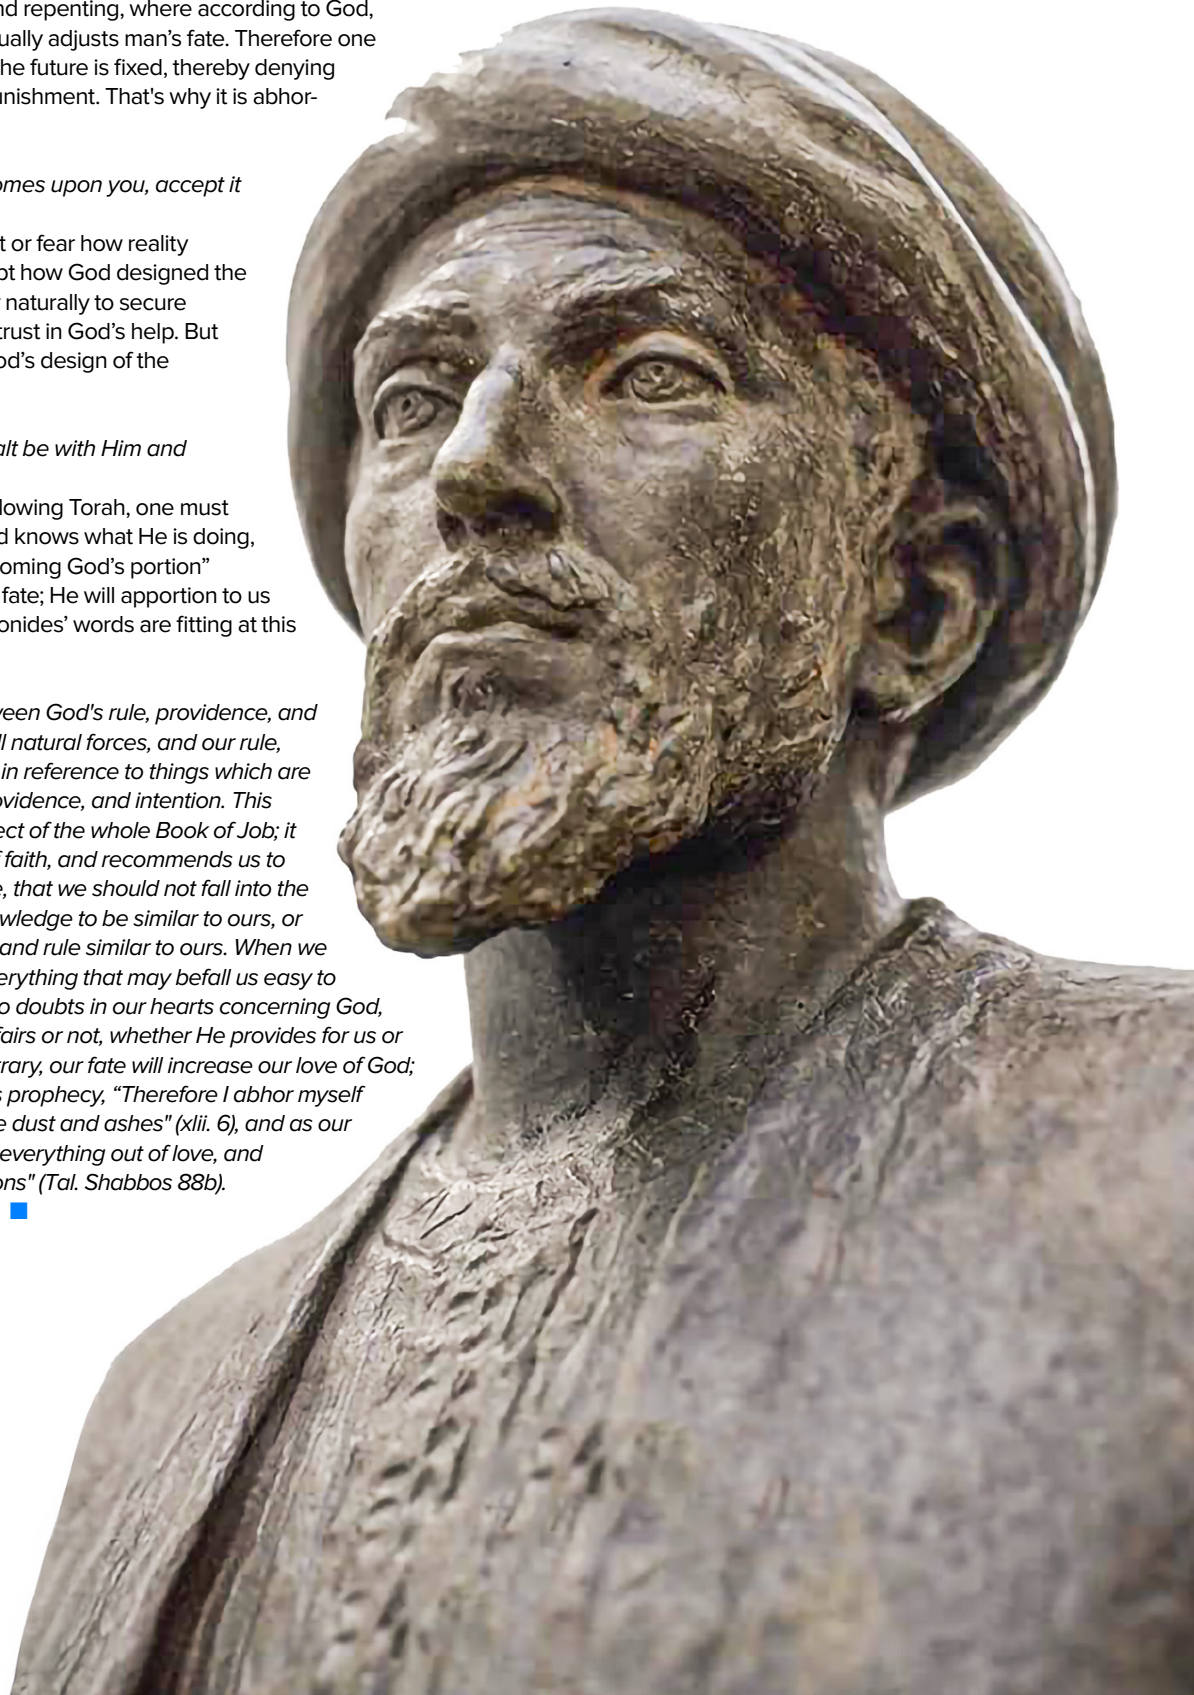 nd repenting, where according to God,
ually adjusts man’s fate. Therefore one
he future is fixed, thereby denying
unishment. That's why it is abhor-
omes upon you, accept it
t or fear how reality
pt how God designed the
naturally to secure
trust in God’s help. But
od’s design of the
alt be with Him and
lowing Torah, one must
d knows what He is doing,
oming God’s portion”
fate; He will apportion to us
onides’ words are fitting at this
veen God's rule, providence, and
ll natural forces, and our rule,
in reference to things which are
ovidence, and intention. This
ect of the whole Book of Job; it
f faith, and recommends us to
e, that we should not fall into the
wledge to be similar to ours, or
and rule similar to ours. When we
erything that may befall us easy to
o doubts in our hearts concerning God,
fairs or not, whether He provides for us or
rary, our fate will increase our love of God;
s prophecy, “Therefore I abhor myself
e dust and ashes" (xlii. 6), and as our
everything out of love, and
ons" (Tal. Shabbos 88b).